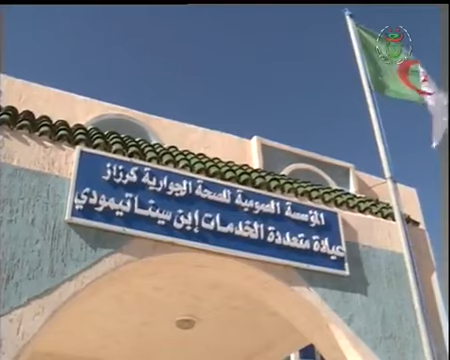 المؤسسة العمومية للصحة الجوارية كرزاز
عيادة متعددة الخدمات إبن سينا تيمودي